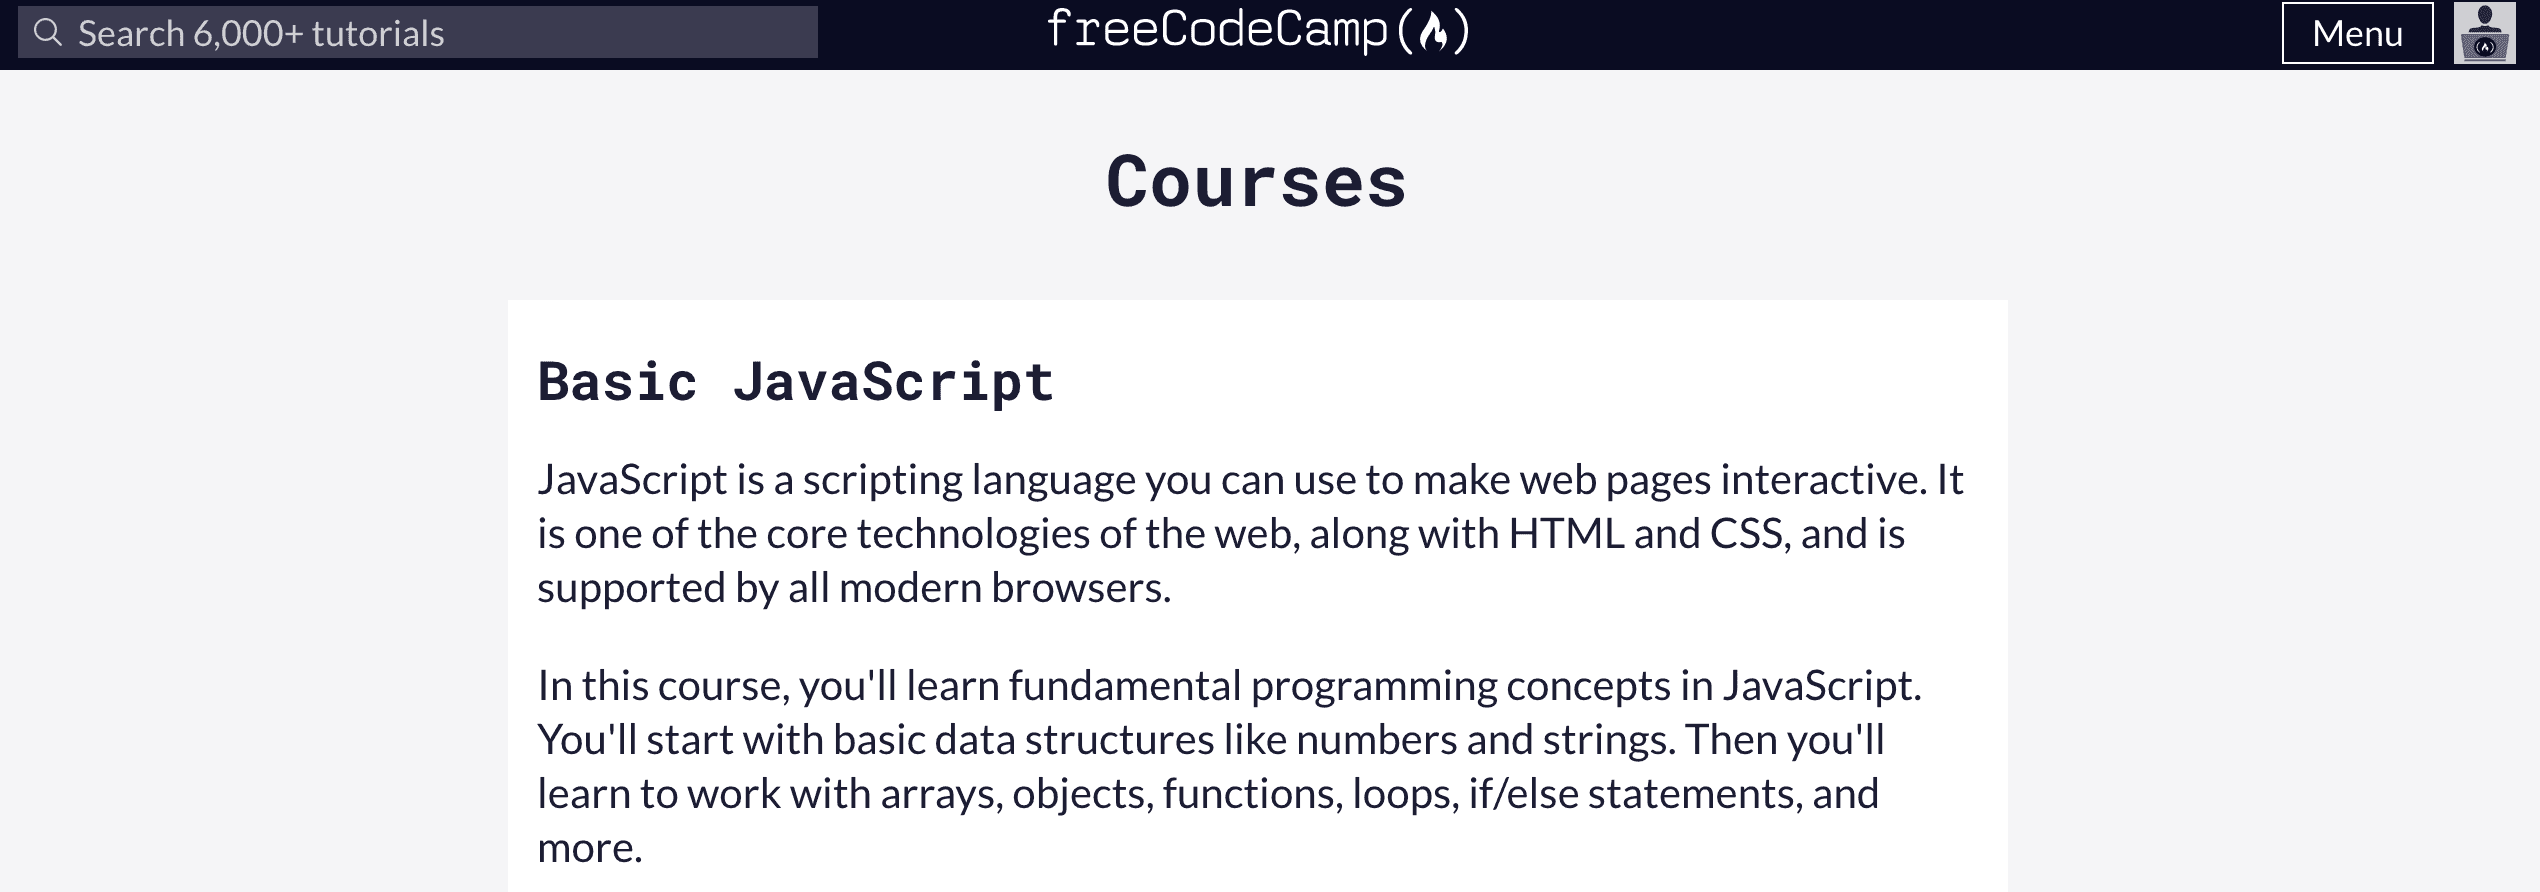 Search 6,000+ tutorials
freeCodeCamp
Menu
Courses
Basic JavaScript
JavaScript is a scripting language you can use to make web pages interactive. It
is one of the core technologies of the web, along with HTML and CSS, and is
supported by all modern browsers.
In this course, you'll learn fundamental programming concepts in JavaScript.
You'll start with basic data structures like numbers and strings. Then you'll
learn to work with arrays, objects, functions, loops, if/else statements, and
more.